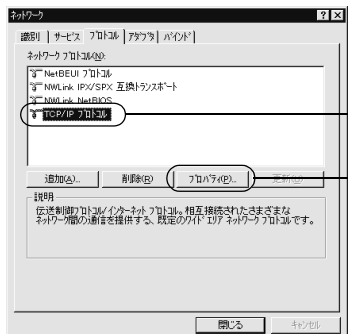 ネットワーク
識別 サービス プロトコル アダプタ バインド
ネットワーク プロトコル(N):
NetBEUI プロトコル
NWLink IPX/SPX 互換トランスポート
NWLink NetBIOS
TCP/IP プロトコル
追加(A)... 削除(R) プロパティ(P)... 更新(U)
説明
伝送制御プロトコル/インターネット プロトコル。相互接続されたさまざまな
ネットワーク間の通信を提供する、既定のワイド エリア ネットワーク プロトコルです。
閉じる キャンセル